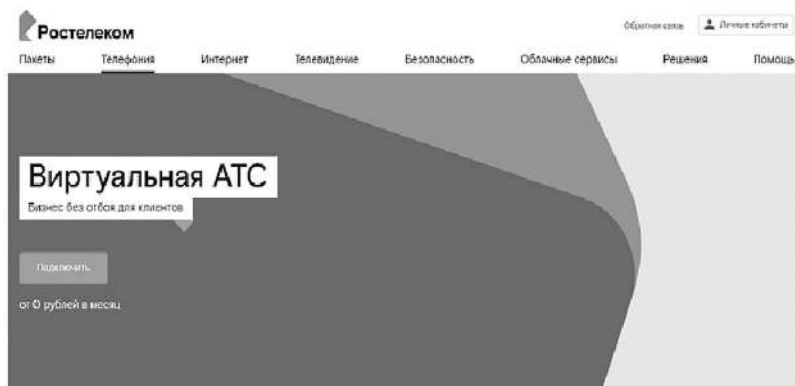 Ростелеком
Обратная связь
Личные кабинеты
Пакеты Телефония Интернет Телевидение Безопасность Облачные сервисы Решения Помощь
Виртуальная АТС
Бизнес без отбоя для клиентов
Подключить
от 0 рублей в месяц